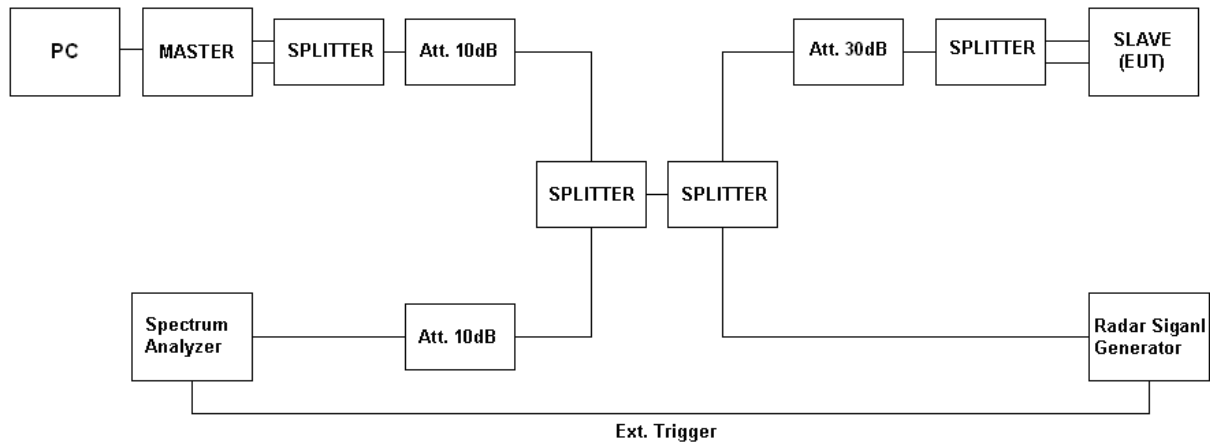 PC
MASTER
SPLITTER
Att. 10dB
Att. 30dB
SPLITTER
SLAVE
(EUT)
SPLITTER
SPLITTER
Spectrum
Analyzer
Att. 10dB
Radar Siganl
Generator
Ext. Trigger